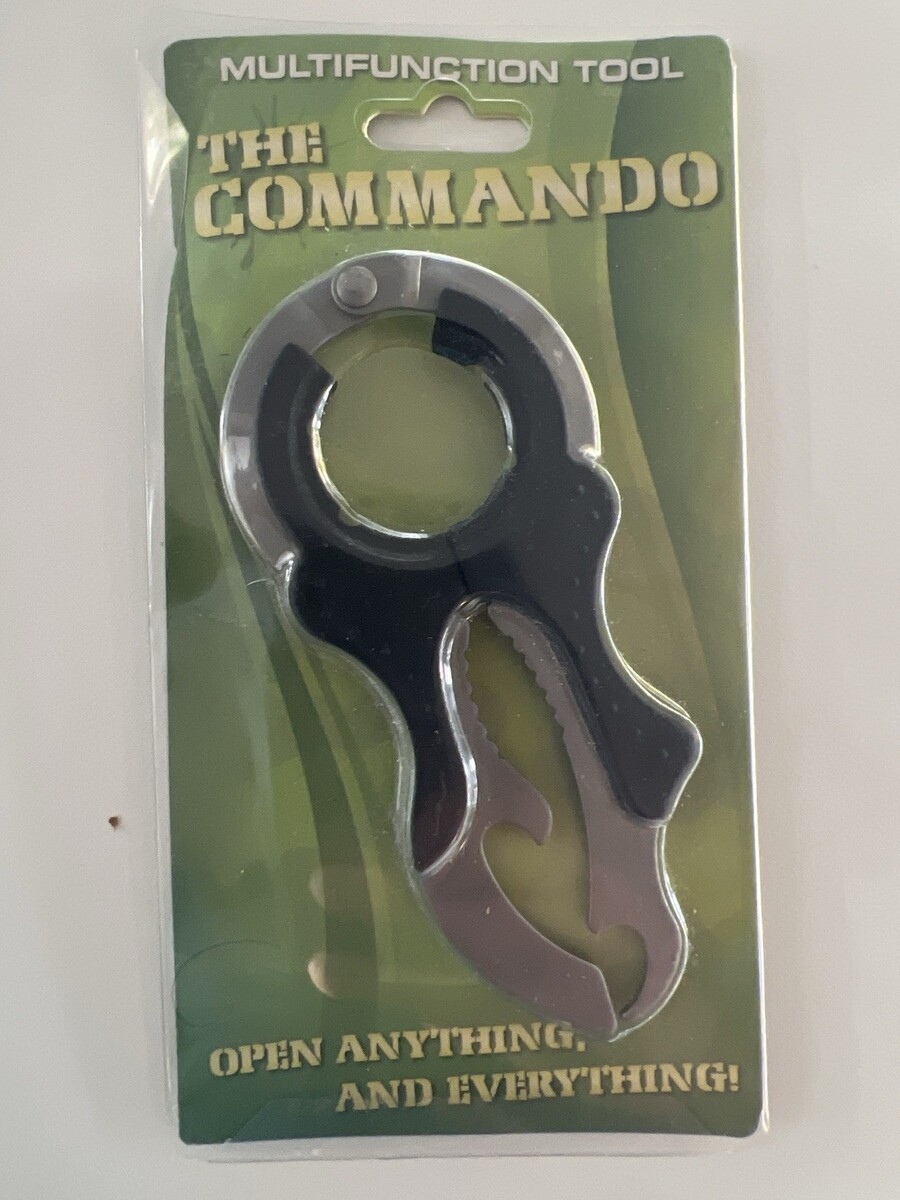 MULTIFUNCTION TOOL
THE
COMMANDO
OPEN ANYTHING,
AND EVERYTHING!